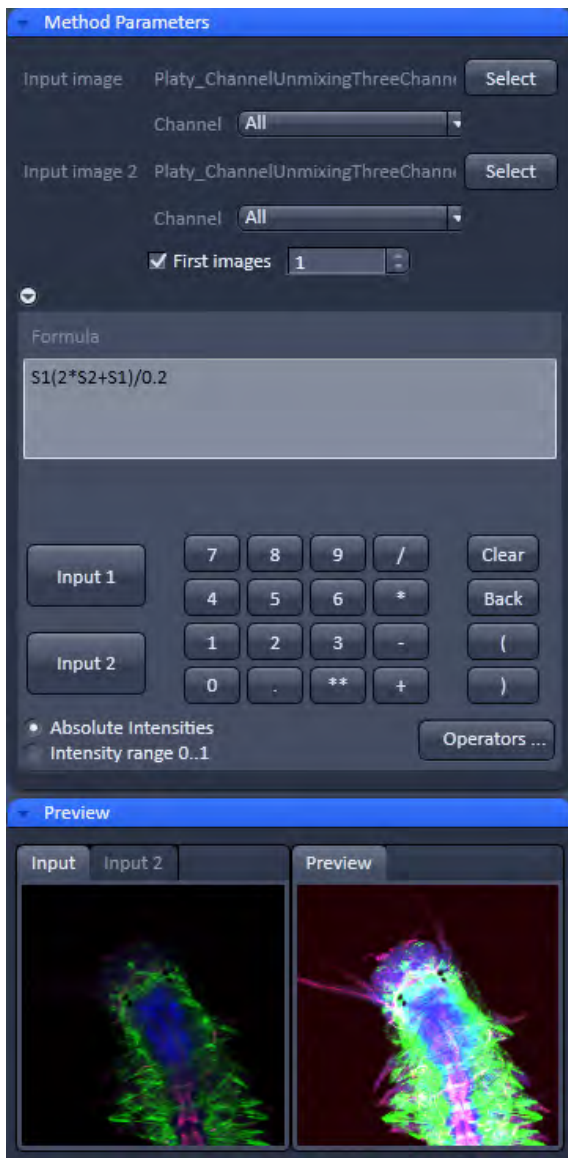 Method Parameters
Input image Platy_ChannelUnmixingThreeChann Select
Channel All
Input image 2 Platy_ChannelUnmixingThreeChann Select
Channel All
First images 1
Formula
S1(2*S2+S1)/0.2
Input 1 7 8 9 / Clear
4 5 6 * Back
Input 2 1 2 3 - (
0 . ** + )
Absolute Intensities
Intensity range 0..1 Operators ...
Preview
Input Input 2 Preview